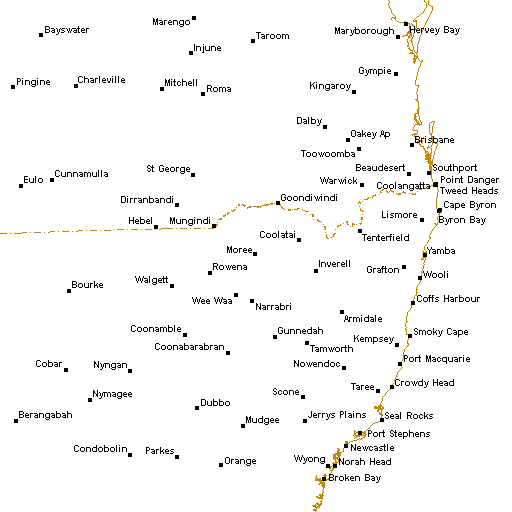 Marengo
Bayswater
Hervey Bay
Maryborough
Taroom
Injune
Gympie
Pingine
Charleville
Mitchell
Roma
Kingaroy
Dalby
Oakey Ap
Brisbane
Toowoomba
St George
Beaudesert
Southport
Eulo
Cunnamulla
Warwick
Coolangatta
Point Danger
Tweed Heads
Dirranbandi
Goondiwindi
Cape Byron
Hebel
Mungindi
Lismore
Byron Bay
Coolatai
Tenterfield
Moree
Yamba
Rowena
Inverell
Grafton
Wooli
Bourke
Walgett
Wee Waa
Narrabri
Coffs Harbour
Armidale
Coonamble
Gunnedah
Kempsey
Smoky Cape
Coonabarabran
Tamworth
Cobar
Nyngan
Nowendoc
Port Macquarie
Nymagee
Scone
Taree
Crowdy Head
Berangabah
Dubbo
Mudgee
Jerrys Plains
Seal Rocks
Port Stephens
Condobolin
Parkes
Newcastle
Orange
Wyong
Norah Head
Broken Bay